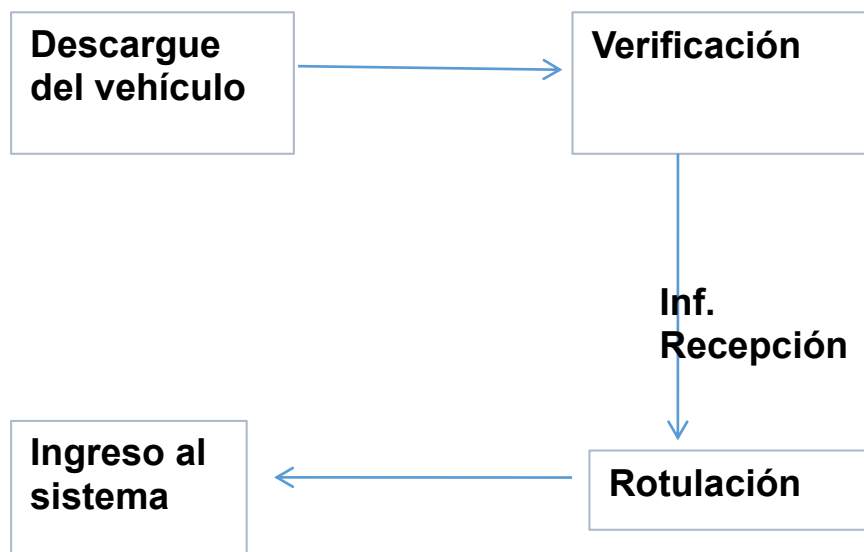 Descargue
del vehículo
Verificación
Inf.
Recepción
Ingreso al
sistema
Rotulación